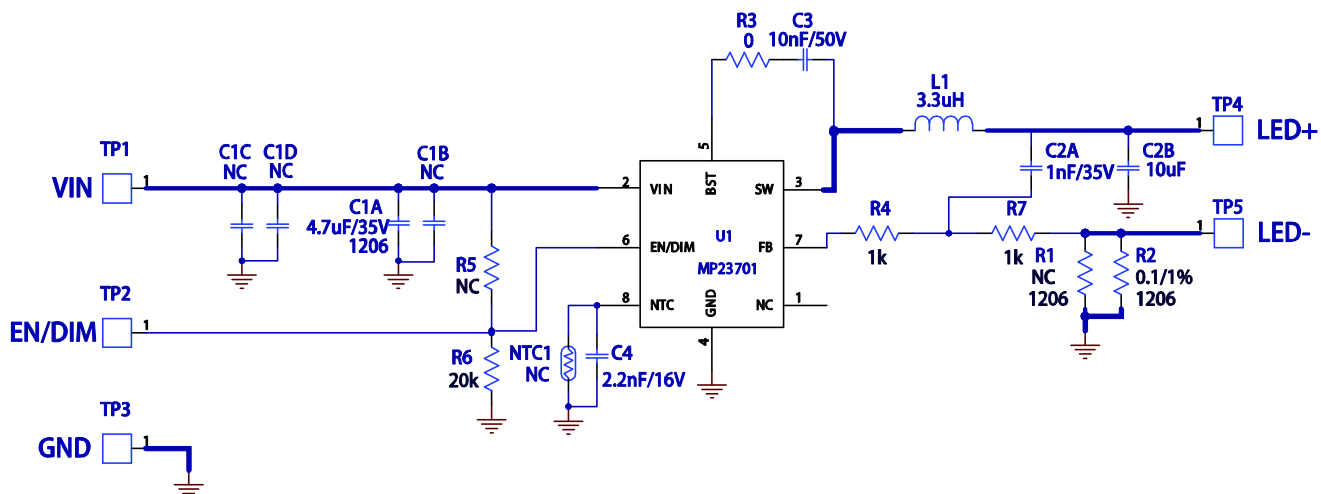 R3
0
C3
10nF/50V
L1
3.3uH
TP4
1
LED+
TP1
1
VIN
C1C
NC
C1D
NC
C1B
NC
C1A
4.7uF/35V
1206
5
BST
2
VIN
SW
3
C2A
1nF/35V
C2B
10uF
TP5
1
LED-
U1
MP23701
6
EN/DIM
FB
7
R4
1k
R7
1k
R1
NC
1206
R2
0.1/1%
1206
R5
NC
8
NTC
GND
NC
1
4
TP2
1
EN/DIM
R6
20k
NTC1
NC
C4
2.2nF/16V
TP3
1
GND